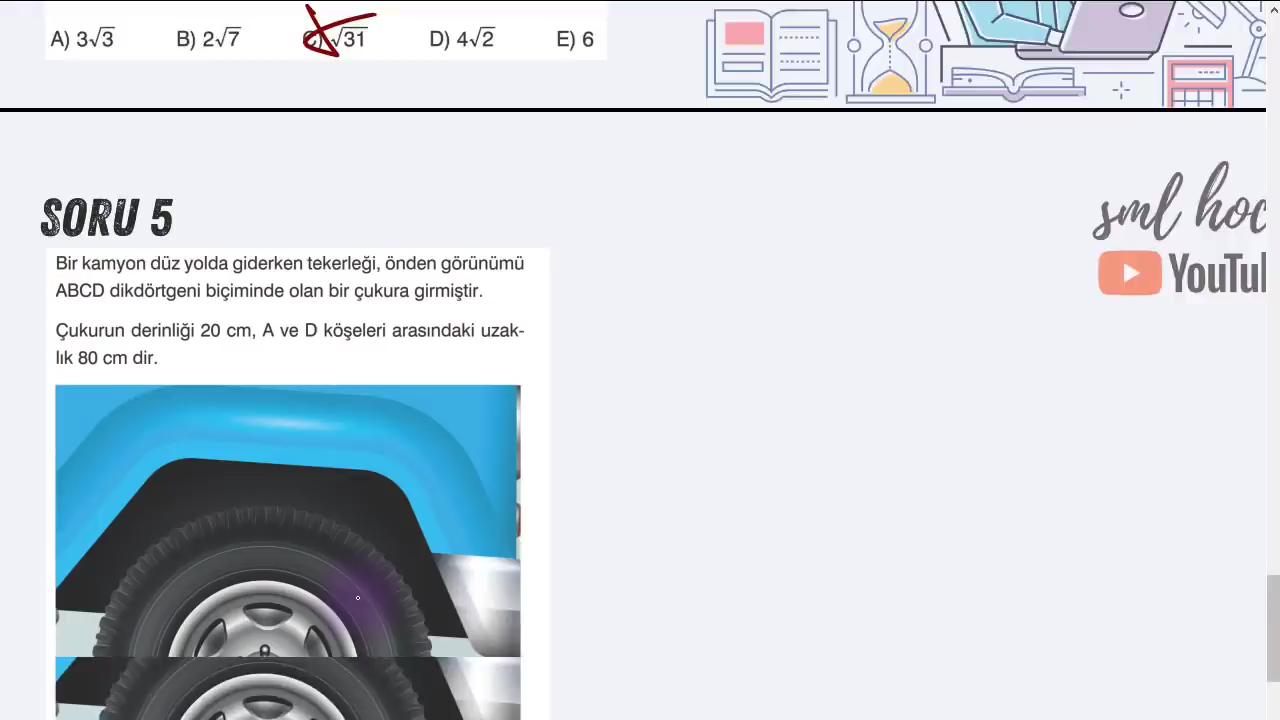 A) 3√3 B) 2√7 C) √31 D) 4√2 E) 6
SORU 5
sml hoc
YouTu
Bir kamyon düz yolda giderken tekerleği, önden görünümü
ABCD dikdörtgeni biçiminde olan bir çukura girmiştir.
Çukurun derinliği 20 cm, A ve D köşeleri arasındaki uzak-
lık 80 cm dir.